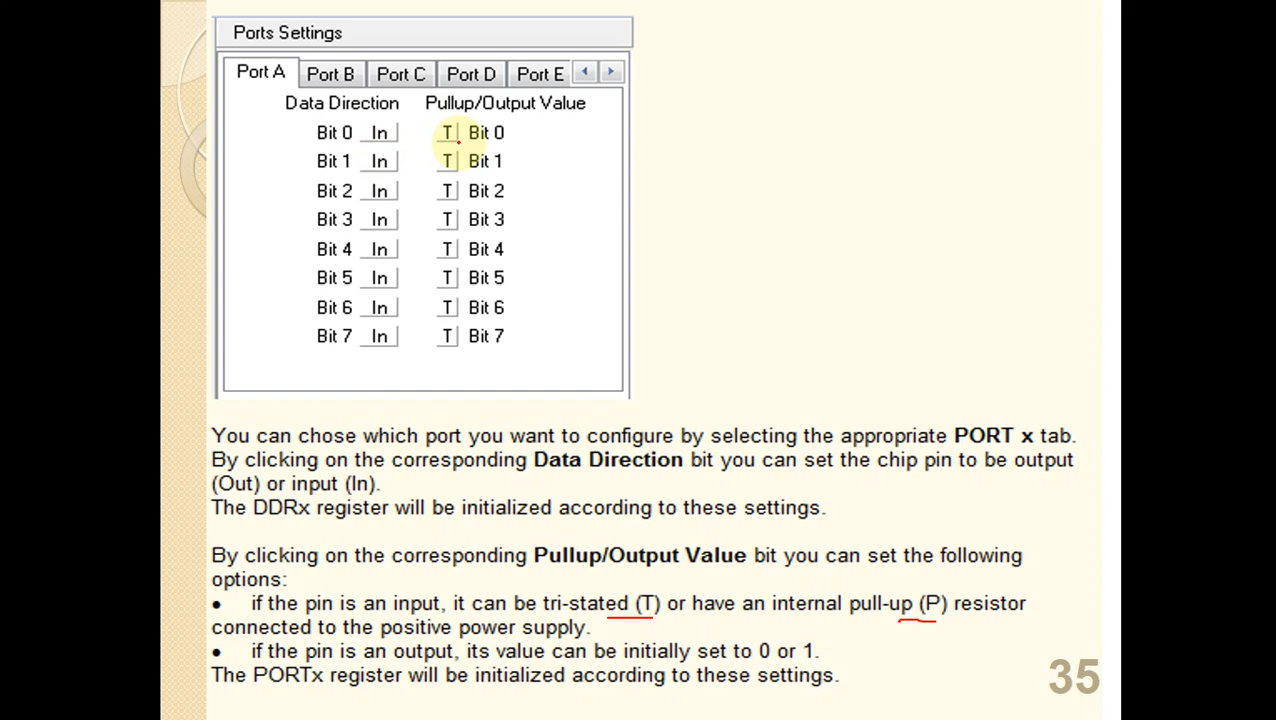 Ports Settings
Port A Port B Port C Port D Port E
Data Direction Pullup/Output Value
Bit 0 In T Bit 0
Bit 1 In T Bit 1
Bit 2 In T Bit 2
Bit 3 In T Bit 3
Bit 4 In T Bit 4
Bit 5 In T Bit 5
Bit 6 In T Bit 6
Bit 7 In T Bit 7
You can chose which port you want to configure by selecting the appropriate PORT x tab.
By clicking on the corresponding Data Direction bit you can set the chip pin to be output
(Out) or input (In).
The DDRx register will be initialized according to these settings.
By clicking on the corresponding Pullup/Output Value bit you can set the following
options:
• if the pin is an input, it can be tri-stated (T) or have an internal pull-up (P) resistor
connected to the positive power supply.
• if the pin is an output, its value can be initially set to 0 or 1.
The PORTx register will be initialized according to these settings.
35